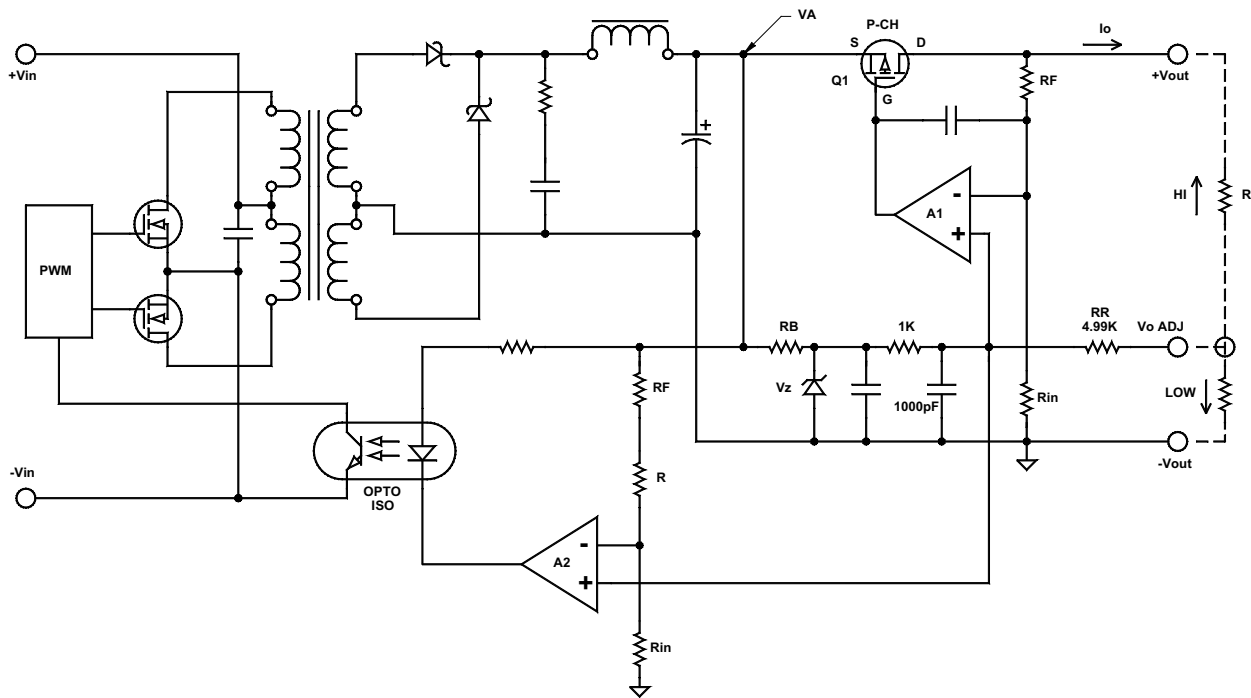 VA
P-CH
Io
S
D
+Vin
Q1
RF
+Vout
G
HI
R
-
A1
+
PWM
RB
1K
RR
4.99K
Vo ADJ
RF
Vz
1000pF
Rin
LOW
-Vin
OPTO
ISO
R
-Vout
-
A2
+
Rin
+